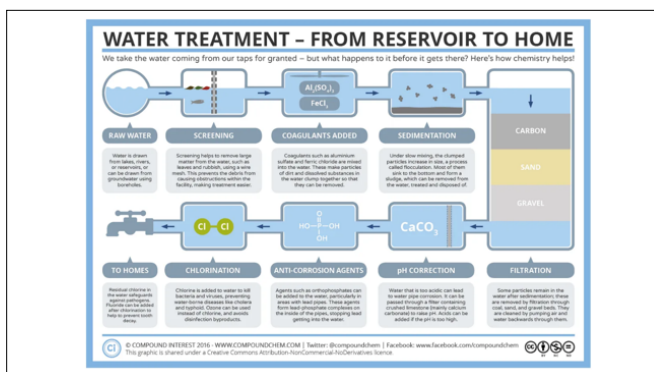 WATER TREATMENT – FROM RESERVOIR TO HOME
We take the water coming from our taps for granted – but what happens to it before it gets there? Here's how chemistry helps!
Al₂(SO₄)₃
FeCl₃
RAW WATER
Water is drawn
from lakes, rivers,
or reservoirs, or
can be drawn from
groundwater using
boreholes.
SCREENING
Screening helps to remove large
matter from the water, such as
leaves and rubbish, using a wire
mesh. This prevents the debris from
causing obstructions within the
facility, making treatment easier.
COAGULANTS ADDED
Coagulants such as aluminium
sulfate and ferric chloride are mixed
into the water. These make particles
of dirt and dissolved substances in
the water clump together so that
they can be removed.
SEDIMENTATION
Under slow mixing, the clumped
particles increase in size, a process
called flocculation. Most of them
sink to the bottom and form a
sludge, which can be removed from
the water, treated and disposed of.
CARBON
SAND
GRAVEL
Cl Cl
O
HO P OH
OH
CaCO₃
TO HOMES
Residual chlorine in
the water safeguards
against pathogens.
Fluoride can be added
after chlorination to
help to prevent tooth
decay.
CHLORINATION
Chlorine is added to water to kill
bacteria and viruses, preventing
water-borne diseases like cholera
and typhoid. Ozone can be used
instead of chlorine, and avoids
disinfection byproducts.
ANTI-CORROSION AGENTS
Agents such as orthophosphates can
be added to the water, particularly in
areas with lead pipes. These agents
form lead phosphate complexes on
the inside of the pipes, stopping lead
getting into the water.
pH CORRECTION
Water that is too acidic can lead to
water pipe corrosion. It can be
passed through a filter containing
crushed limestone (mainly calcium
carbonate) to raise pH. Acids can be
added if the pH is too high.
FILTRATION
Some particles remain in the
water after sedimentation; these
are removed by filtration through
coal, sand, and gravel beds. They
are cleaned by pumping air and
water backwards through them.
Ci
© COMPOUND INTEREST 2016 - WWW.COMPOUNDCHEM.COM | Twitter: @compoundchem | Facebook: www.facebook.com/compoundchem
This graphic is shared under a Creative Commons Attribution-NonCommercial-NoDerivatives licence.